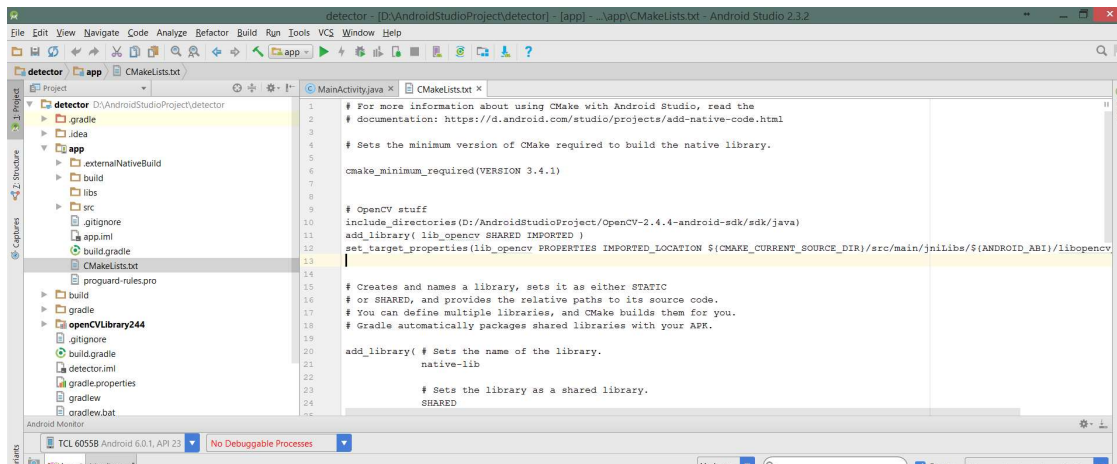 detector - [D:\AndroidStudioProject\detector] - [app] - ...\app\CMakeLists.txt - Android Studio 2.3.2
File Edit View Navigate Code Analyze Refactor Build Run Tools VCS Window Help
app
detector app CMakeLists.txt
Project
MainActivity.java × CMakeLists.txt ×
1: Project
Z: Structure
Captures
detector D:\AndroidStudioProject\detector
.gradle
.idea
app
.externalNativeBuild
build
libs
src
.gitignore
app.iml
build.gradle
CMakeLists.txt
proguard-rules.pro
build
gradle
openCVLibrary244
.gitignore
build.gradle
detector.iml
gradle.properties
gradlew
gradlew.bat
1 # For more information about using CMake with Android Studio, read the
2 # documentation: https://d.android.com/studio/projects/add-native-code.html
3
4 # Sets the minimum version of CMake required to build the native library.
5
6 cmake_minimum_required(VERSION 3.4.1)
7
8
9 # OpenCV stuff
10 include_directories(D:/AndroidStudioProject/OpenCV-2.4.4-android-sdk/sdk/java)
11 add_library( lib_opencv SHARED IMPORTED )
12 set_target_properties(lib_opencv PROPERTIES IMPORTED_LOCATION ${CMAKE_CURRENT_SOURCE_DIR}/src/main/jniLibs/${ANDROID_ABI}/libopencv_
13
14
15 # Creates and names a library, sets it as either STATIC
16 # or SHARED, and provides the relative paths to its source code.
17 # You can define multiple libraries, and CMake builds them for you.
18 # Gradle automatically packages shared libraries with your APK.
19
20 add_library( # Sets the name of the library.
21 native-lib
22
23 # Sets the library as a shared library.
24 SHARED
Android Monitor
TCL 6055B Android 6.0.1, API 23 No Debuggable Processes